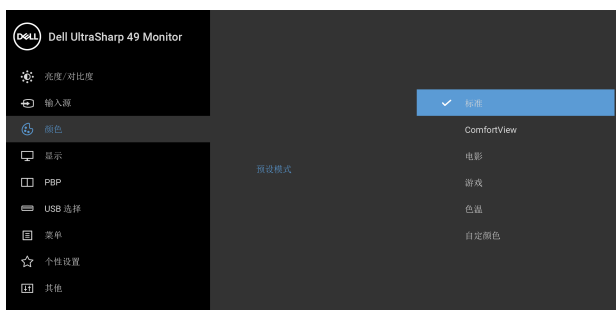 DELL Dell UltraSharp 49 Monitor
亮度/对比度
输入源
颜色
显示
PBP
USB 选择
菜单
个性设置
其他
预设模式
标准
ComfortView
电影
游戏
色温
自定颜色